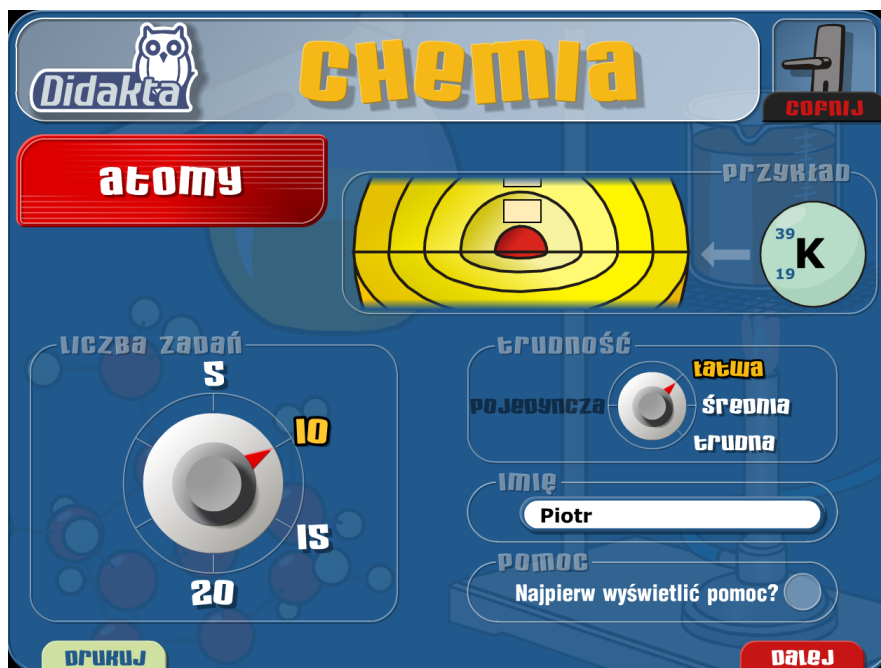 Didakta
CHEMIA
COFNIJ
atomy
PRZYKŁAD
39
19
K
LICZBA ZADAŃ
5
10
15
20
TRUDNOŚĆ
łatwa
POJEDYNCZA
średnia
trudna
IMIĘ
Piotr
POMOC
Najpierw wyświetlić pomoc?
DRUKUJ
DALEJ